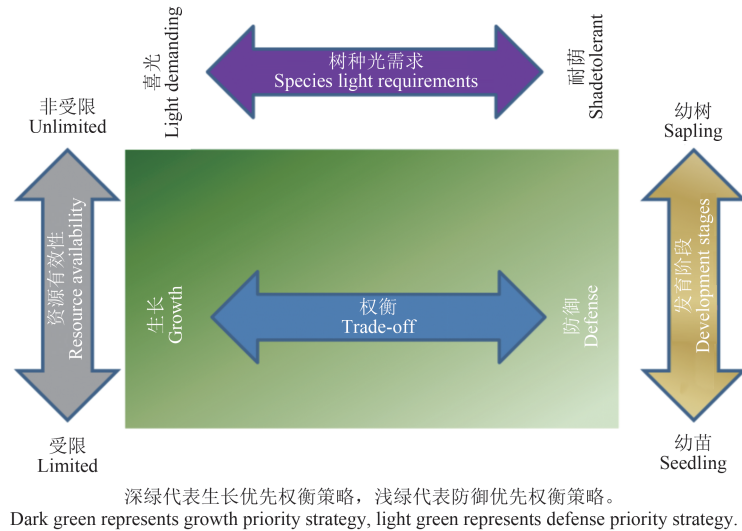 喜光
Light demanding
树种光需求
Species light requirements
耐荫
Shadetolerant
非受限
Unlimited
幼树
Sapling
资源有效性
Resource availability
生长
Growth
权衡
Trade-off
防御
Defense
发育阶段
Development stages
受限
Limited
幼苗
Seedling
深绿代表生长优先权衡策略，浅绿代表防御优先权衡策略。
Dark green represents growth priority strategy, light green represents defense priority strategy.